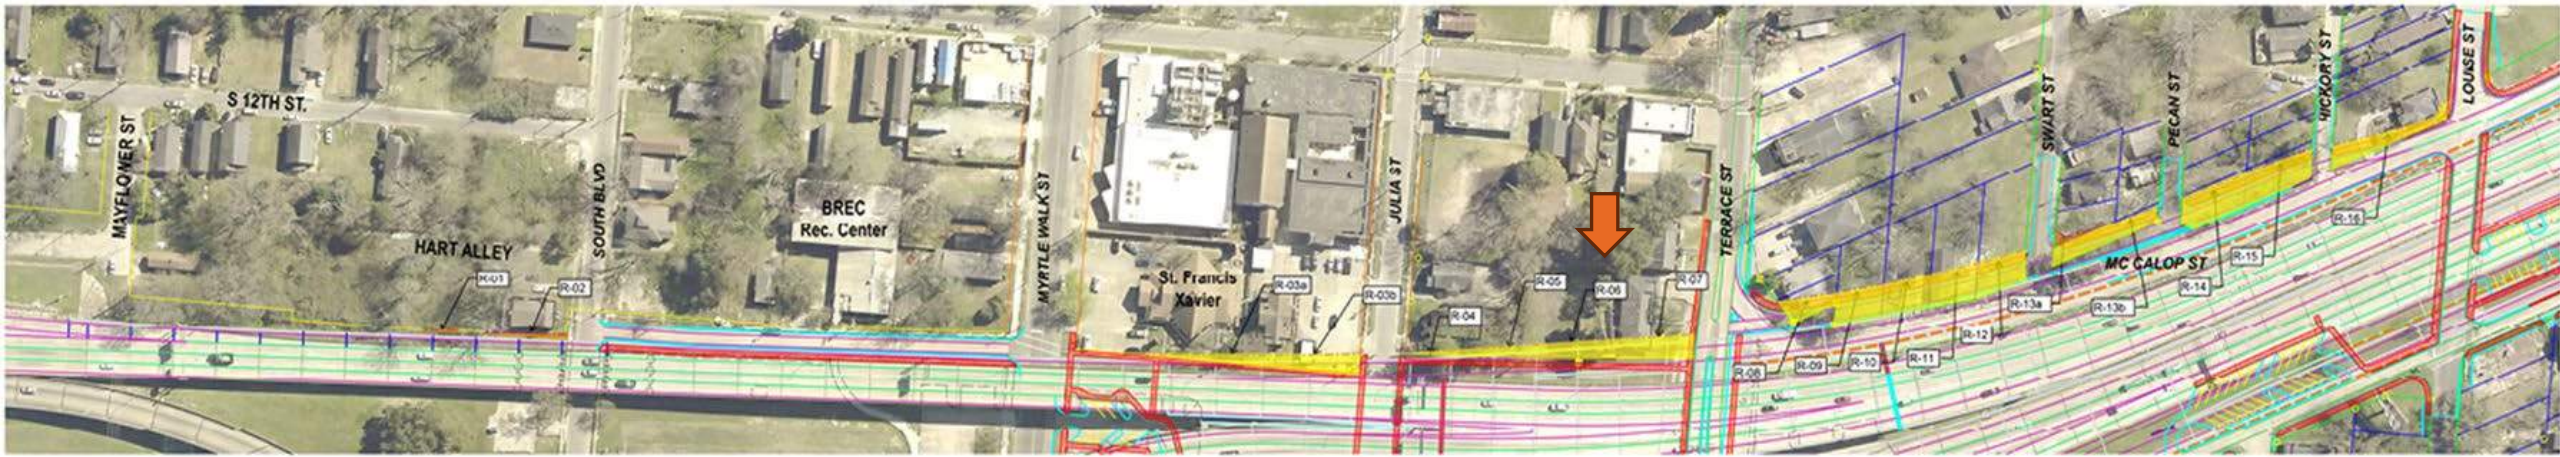 S 12TH ST.
MAYFLOWER ST
HART ALLEY
R-01
R-02
SOUTH BLVD
BREC
Rec. Center
MYRTLE WALK ST
St. Francis
Xavier
R-03a
R-03b
JULIA ST
R-04
R-05
R-06
R-07
TERRACE ST
R-08
R-09
R-10
R-11
R-12
R-13a
R-13b
R-14
R-15
R-16
MC CALOP ST
SWART ST
PECAN ST
HICKORY ST
LOUISE ST